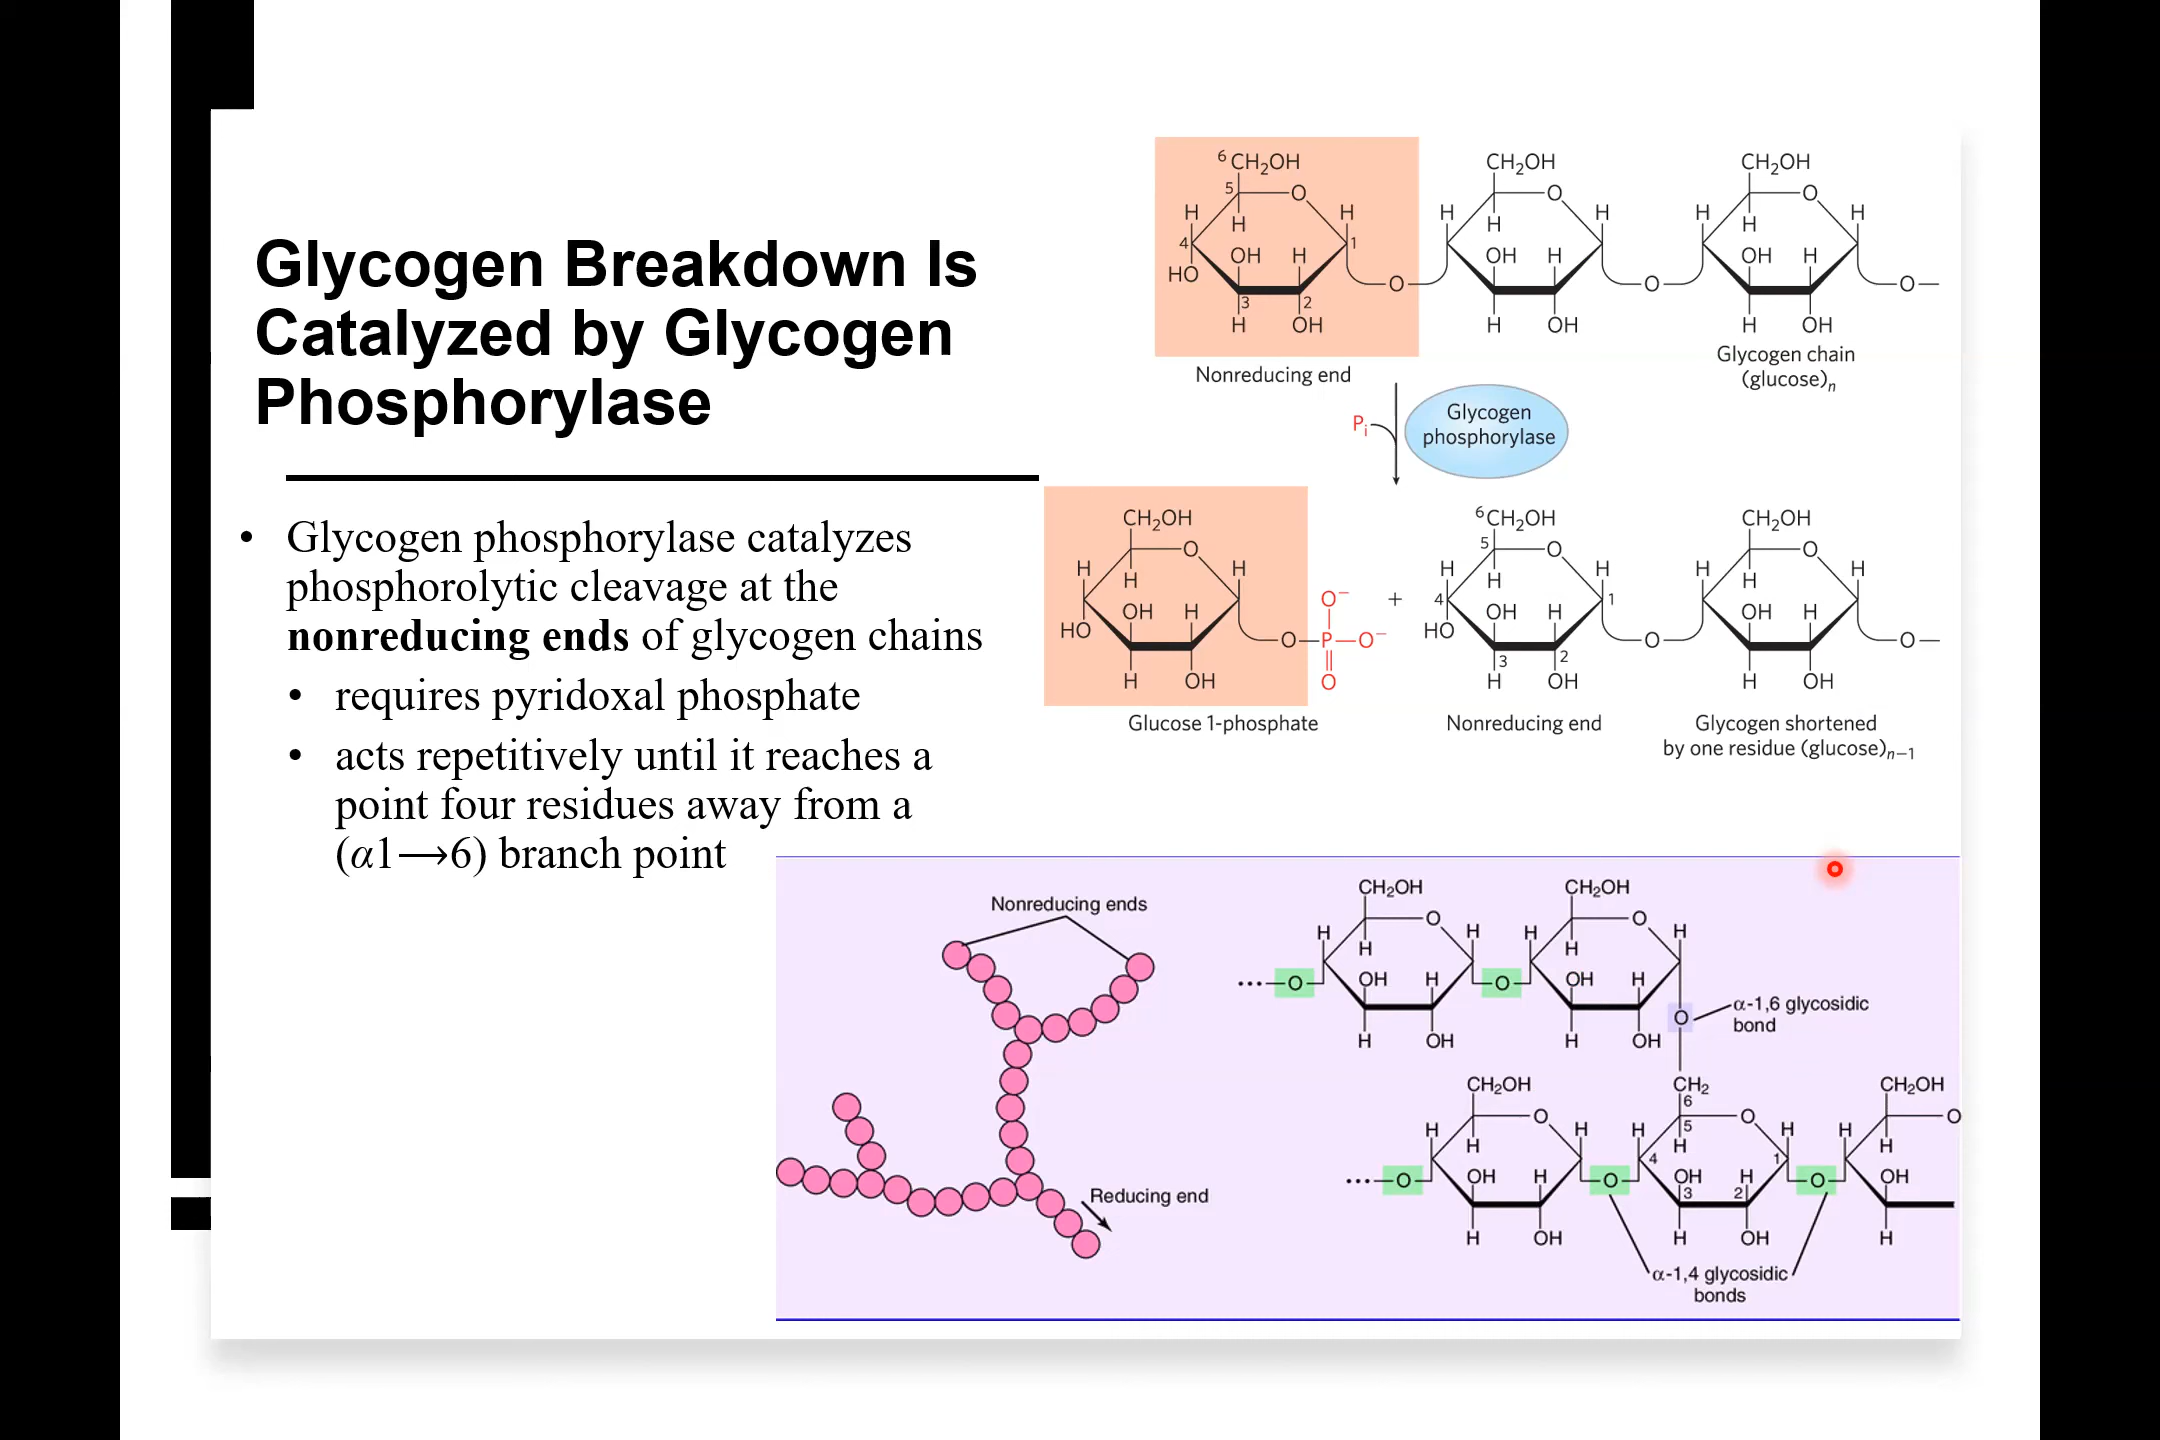 Glycogen Breakdown Is
Catalyzed by Glycogen
Phosphorylase
• Glycogen phosphorylase catalyzes
phosphorolytic cleavage at the
nonreducing ends of glycogen chains
• requires pyridoxal phosphate
• acts repetitively until it reaches a
point four residues away from a
(α1⟶6) branch point
6 CH₂OH CH₂OH CH₂OH
5 O O O
H H H H H H
H H H
4 OH H 1 OH H OH H
HO O O O
3 2
H OH H OH H OH
Nonreducing end
Glycogen chain
(glucose)n
Pi
Glycogen
phosphorylase
CH₂OH 6 CH₂OH CH₂OH
O 5 O O
H H H H H H
H H H
OH H O⁻ + 4 OH H 1 OH H
HO O P O⁻ HO O O
3 2
H OH O H OH H OH
Glucose 1-phosphate
Nonreducing end
Glycogen shortened
by one residue (glucose)n−1
Nonreducing ends
Reducing end
CH₂OH CH₂OH
O O
H H H H
H H
OH H OH H
... O O
H OH H OH
O
α-1,6 glycosidic
bond
CH₂OH CH₂ CH₂OH
6
O 5 O O
H H H H H
H H H
4 1
OH H OH H OH
... O O O
3 2
H OH H OH H
α-1,4 glycosidic
bonds